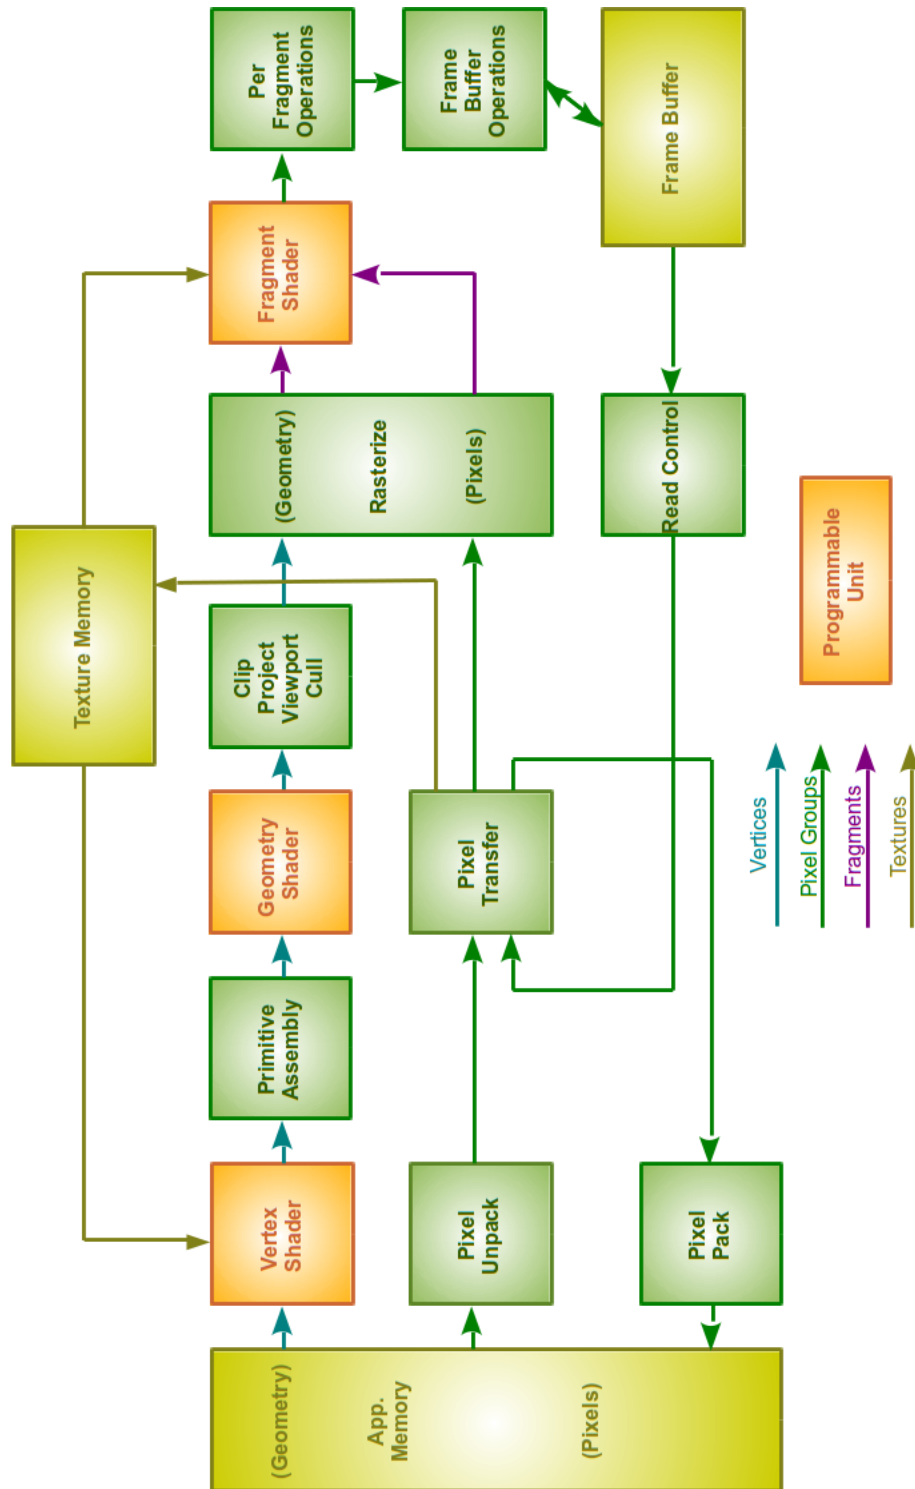 Texture Memory
(Geometry)
App.
Memory
(Pixels)
Vertex
Shader
Primitive
Assembly
Geometry
Shader
Clip
Project
Viewport
Cull
(Geometry)
Rasterize
(Pixels)
Fragment
Shader
Per
Fragment
Operations
Frame
Buffer
Operations
Frame Buffer
Pixel
Unpack
Pixel
Transfer
Read Control
Pixel
Pack
Vertices
Pixel Groups
Fragments
Textures
Programmable
Unit